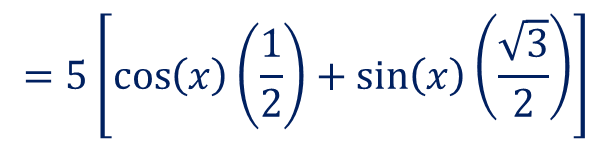 = 5 [cos(x) (1/2) + sin(x) (√3/2)]